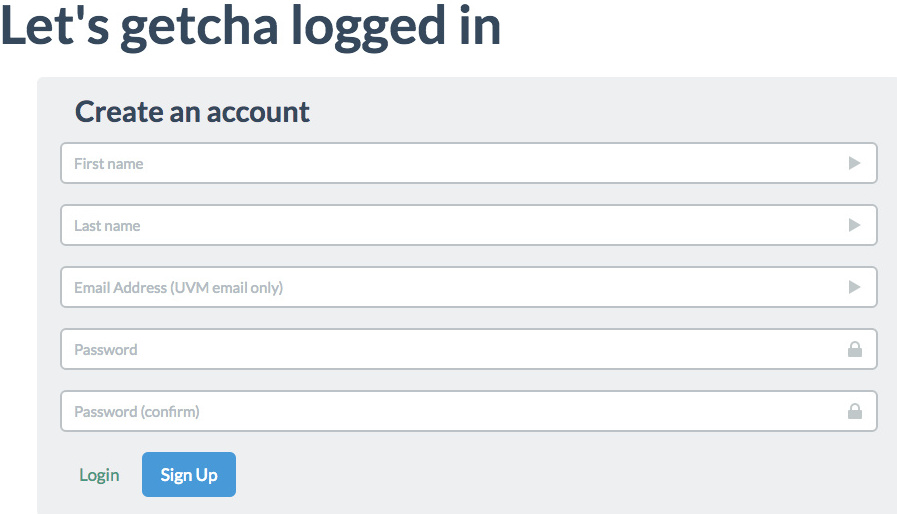 Let's getcha logged in
Create an account
First name
Last name
Email Address (UVM email only)
Password
Password (confirm)
Login Sign Up